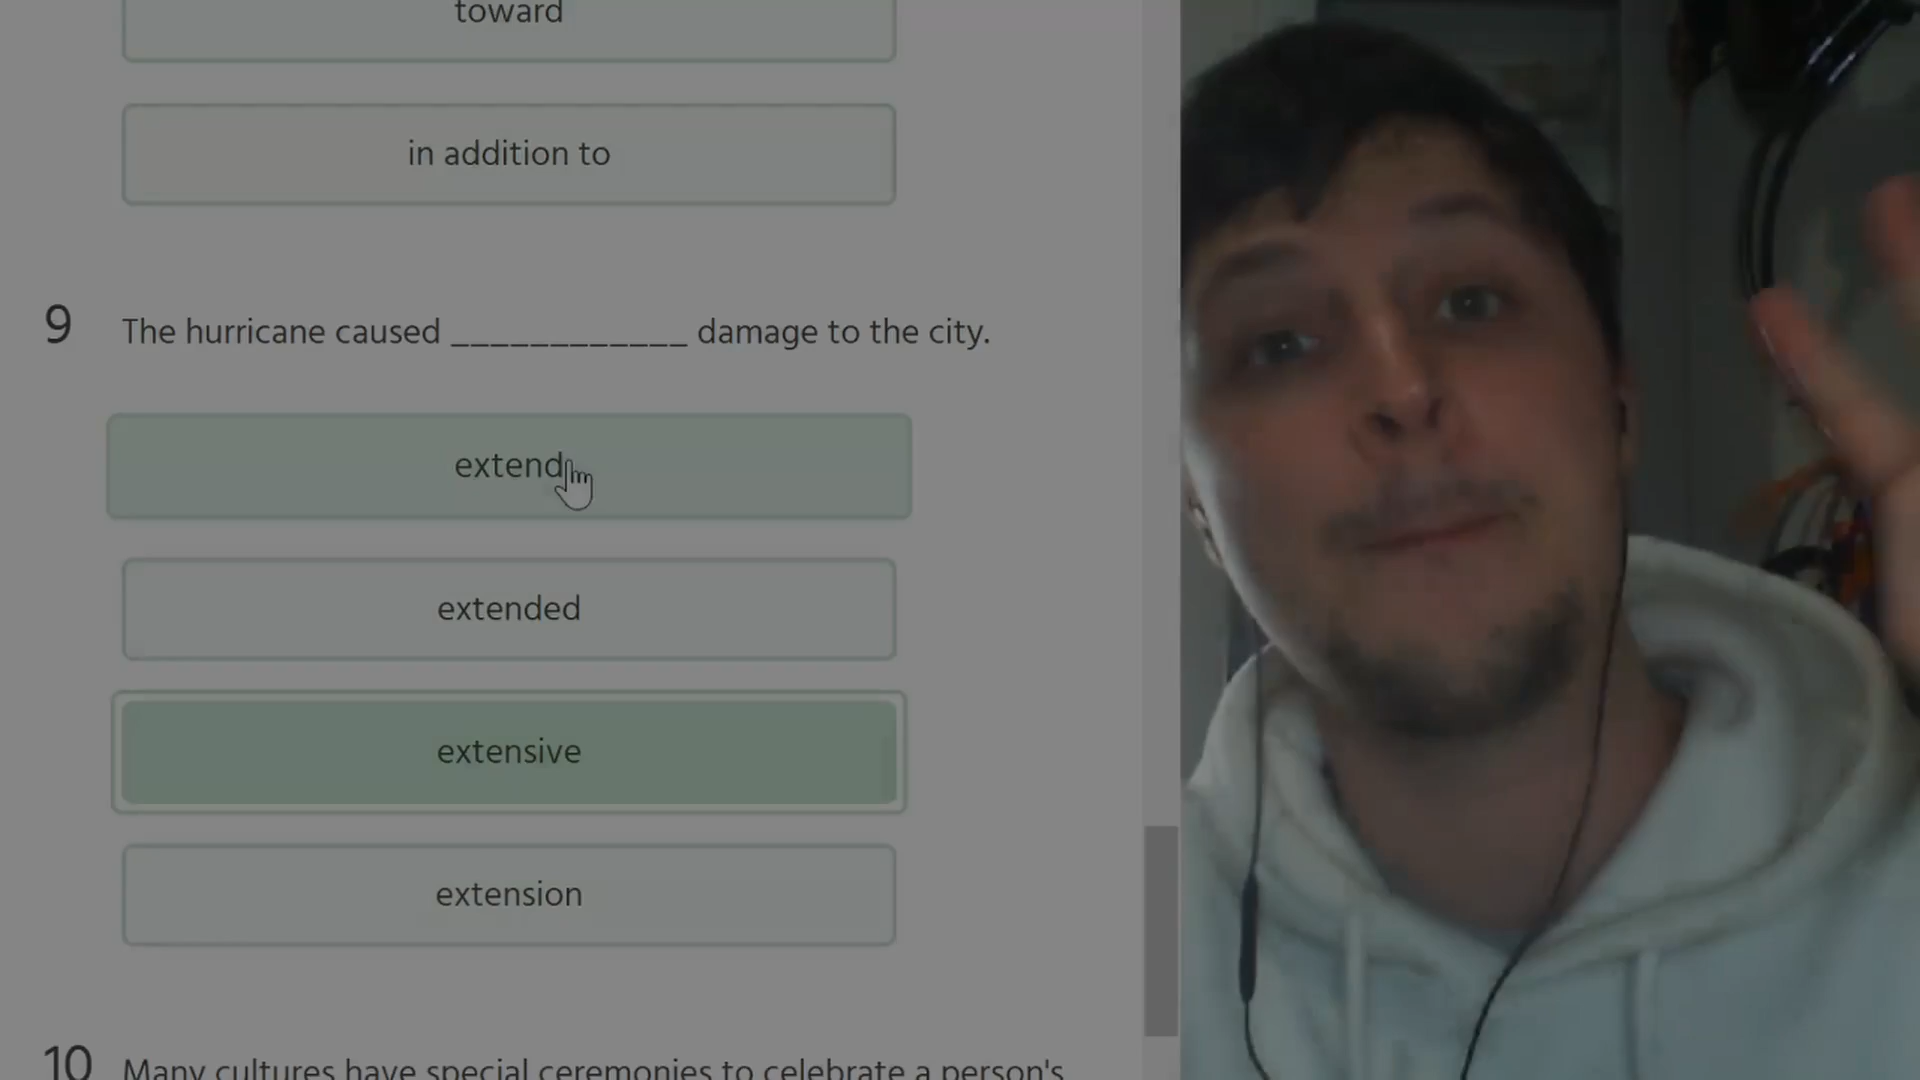 toward
in addition to
9 The hurricane caused ____________ damage to the city.
extend
extended
extensive
extension
10 Many cultures have special ceremonies to celebrate a person's